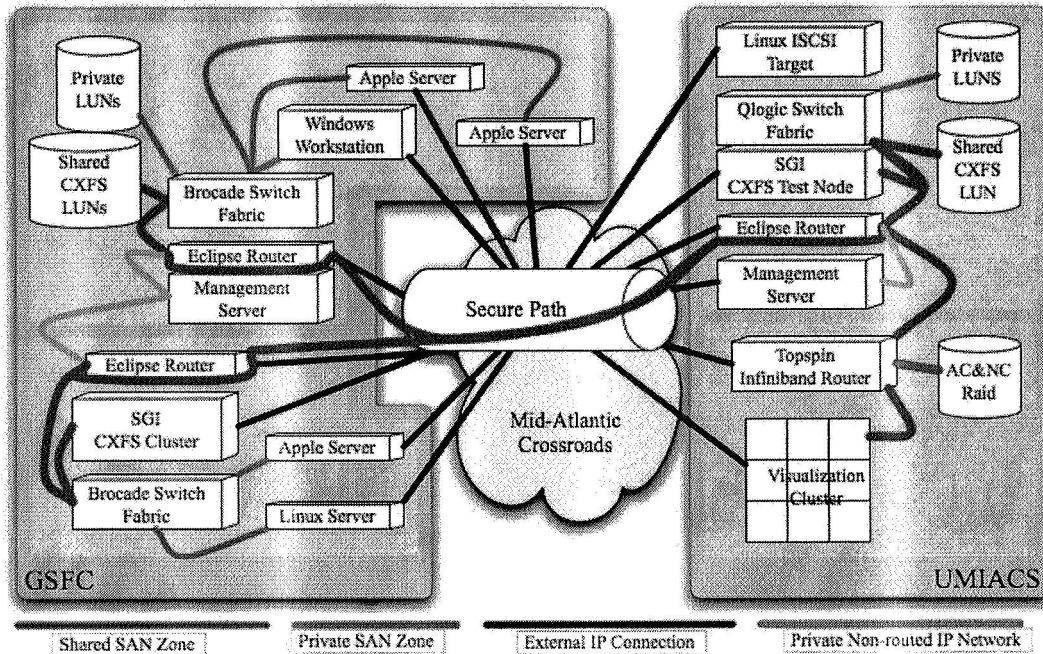 Private
LUNs
Shared
CXFS
LUNs
Apple Server
Windows
Workstation
Apple Server
Brocade Switch
Fabric
Eclipse Router
Management
Server
Eclipse Router
SGI
CXFS Cluster
Apple Server
Brocade Switch
Fabric
Linux Server
GSFC
Secure Path
Mid-Atlantic
Crossroads
Linux ISCSI
Target
Private
LUNS
Qlogic Switch
Fabric
Shared
CXFS
LUN
SGI
CXFS Test Node
Eclipse Router
Management
Server
Topspin
Infiniband Router
AC&NC
Raid
Visualization
Cluster
UMIACS
Shared SAN Zone
Private SAN Zone
External IP Connection
Private Non-routed IP Network